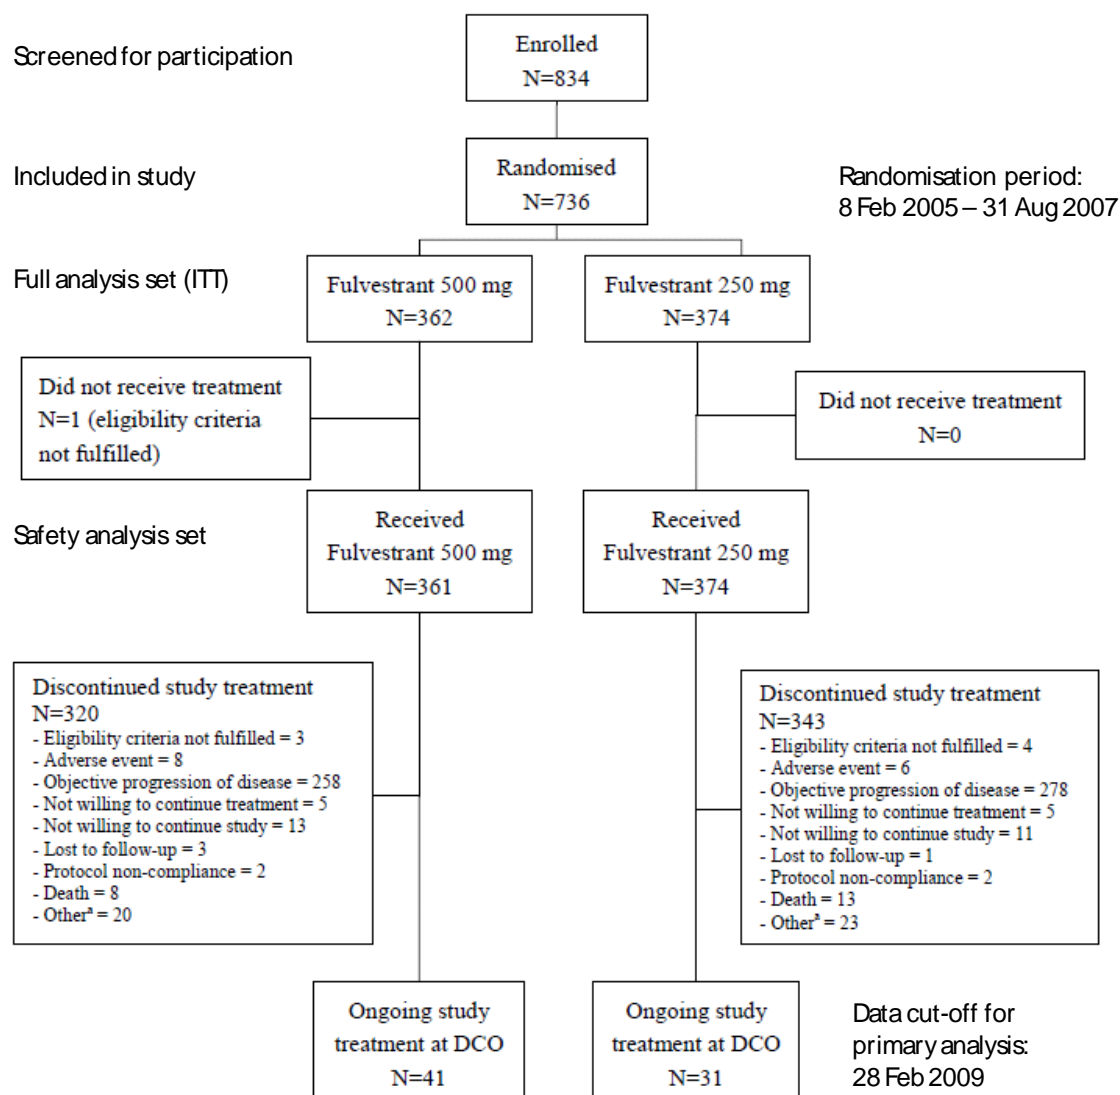 Screened for participation
Enrolled
N=834
Included in study
Randomised
N=736
Randomisation period:
8 Feb 2005 – 31 Aug 2007
Full analysis set (ITT)
Fulvestrant 500 mg
N=362
Fulvestrant 250 mg
N=374
Did not receive treatment
N=1 (eligibility criteria
not fulfilled)
Did not receive treatment
N=0
Safety analysis set
Received
Fulvestrant 500 mg
N=361
Received
Fulvestrant 250 mg
N=374
Discontinued study treatment
N=320
- Eligibility criteria not fulfilled = 3
- Adverse event = 8
- Objective progression of disease = 258
- Not willing to continue treatment = 5
- Not willing to continue study = 13
- Lost to follow-up = 3
- Protocol non-compliance = 2
- Death = 8
- Otherᵃ = 20
Discontinued study treatment
N=343
- Eligibility criteria not fulfilled = 4
- Adverse event = 6
- Objective progression of disease = 278
- Not willing to continue treatment = 5
- Not willing to continue study = 11
- Lost to follow-up = 1
- Protocol non-compliance = 2
- Death = 13
- Otherᵃ = 23
Ongoing study
treatment at DCO
N=41
Ongoing study
treatment at DCO
N=31
Data cut-off for
primary analysis:
28 Feb 2009